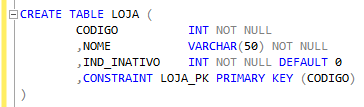 CREATE TABLE LOJA (
CODIGO INT NOT NULL
,NOME VARCHAR(50) NOT NULL
,IND_INATIVO INT NOT NULL DEFAULT 0
,CONSTRAINT LOJA_PK PRIMARY KEY (CODIGO)
)